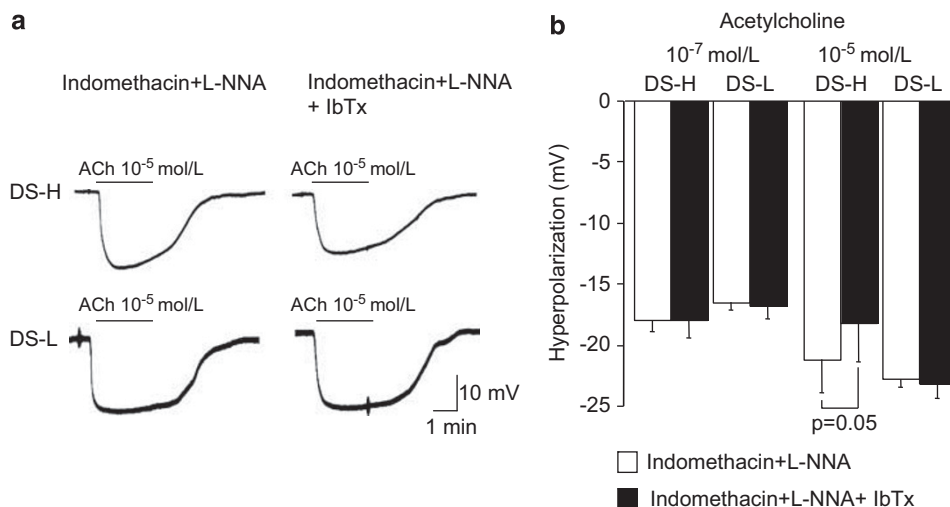 a
Indomethacin+L-NNA
Indomethacin+L-NNA
+ IbTx
ACh 10-5 mol/L
ACh 10-5 mol/L
DS-H
ACh 10-5 mol/L
ACh 10-5 mol/L
DS-L
10 mV
1 min
b
Acetylcholine
10-7 mol/L
10-5 mol/L
DS-H
DS-L
DS-H
DS-L
Hyperpolarization (mV)
0
-5
-10
-15
-20
-25
p=0.05
Indomethacin+L-NNA
Indomethacin+L-NNA+ IbTx